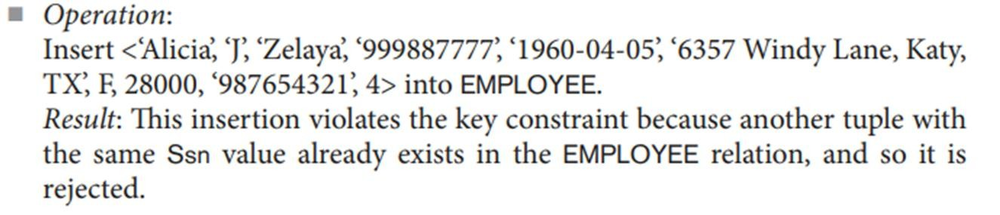 ■ Operation:
Insert <‘Alicia’, ‘J’, ‘Zelaya’, ‘999887777’, ‘1960-04-05’, ‘6357 Windy Lane, Katy,
TX’, F, 28000, ‘987654321’, 4> into EMPLOYEE.
Result: This insertion violates the key constraint because another tuple with
the same Ssn value already exists in the EMPLOYEE relation, and so it is
rejected.